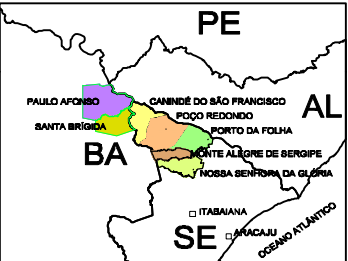 PE
PAULO AFONSO
CANINDÉ DO SÃO FRANCISCO
AL
POÇO REDONDO
SANTA BRÍGIDA
PORTO DA FOLHA
BA
MONTE ALEGRE DE SERGIPE
NOSSA SENHORA DA GLÓRIA
ITABAIANA
SE
ARACAJU
OCEANO ATLÂNTICO